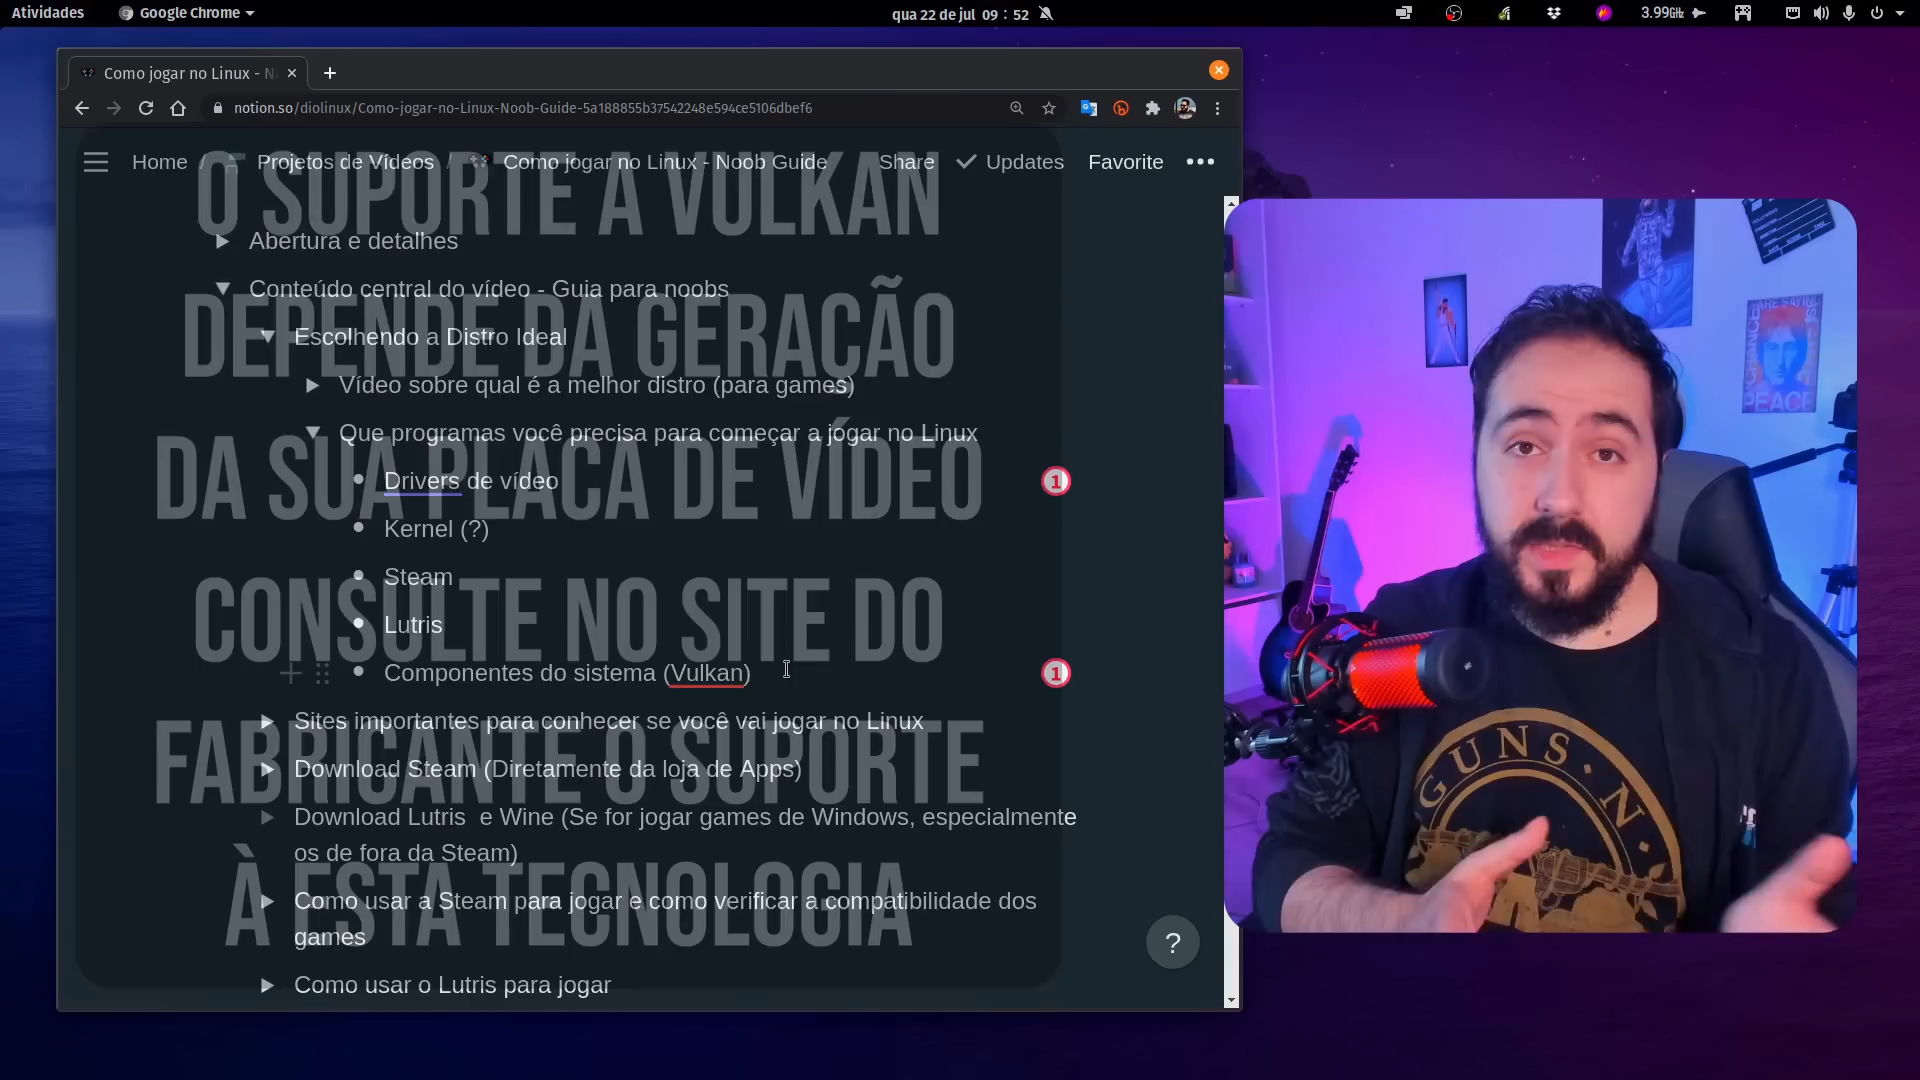 Atividades
Google Chrome
qua 22 de jul 09 : 52
3.99GHz
Como jogar no Linux - N
notion.so/diolinux/Como-jogar-no-Linux-Noob-Guide-5a188855b37542248e594ce5106dbef6
Home / Projetos de Vídeos / Como jogar no Linux - Noob Guide
Share
Updates
Favorite
O SUPORTE A VULKAN
DEPENDE DA GERAÇÃO
DA SUA PLACA DE VÍDEO
CONSULTE NO SITE DO
FABRICANTE O SUPORTE
À ESTA TECNOLOGIA
Abertura e detalhes
Conteúdo central do vídeo - Guia para noobs
Escolhendo a Distro Ideal
Vídeo sobre qual é a melhor distro (para games)
Que programas você precisa para começar a jogar no Linux
Drivers de vídeo
1
Kernel (?)
Steam
Lutris
Componentes do sistema (Vulkan)
1
Sites importantes para conhecer se você vai jogar no Linux
Download Steam (Diretamente da loja de Apps)
Download Lutris e Wine (Se for jogar games de Windows, especialmente
os de fora da Steam)
Como usar a Steam para jogar e como verificar a compatibilidade dos
games
Como usar o Lutris para jogar
?
PEACE
GUNS N